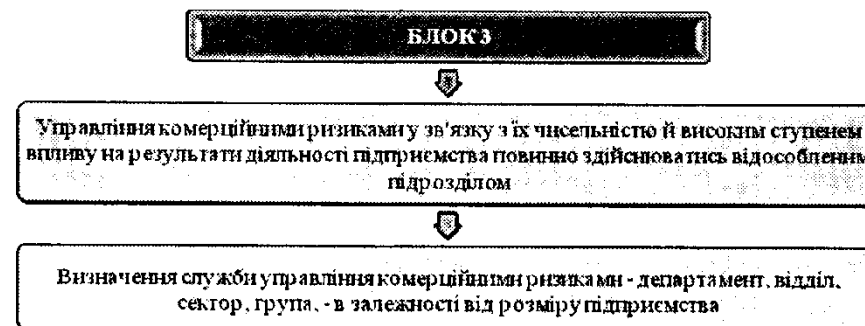 БЛОК 3
Управління комерційними ризиками у зв'язку з їх чисельністю й високим ступенем
впливу на результати діяльності підприємства повинно здійснюватись відособленим
підрозділом
Визначення служби управління комерційними ризиками - департамент, відділ,
сектор, група, - в залежності від розміру підприємства